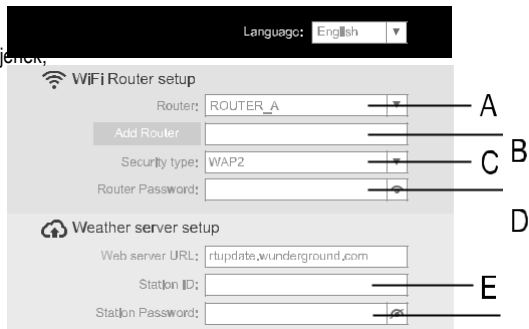 Language: English
jenek,
WiFi Router setup
Router: ROUTER_A A
Add Router
B
Security type: WAP2 C
Router Password:
D
Weather server setup
Web server URL: rtupdate.wunderground.com
Station ID: E
Station Password: